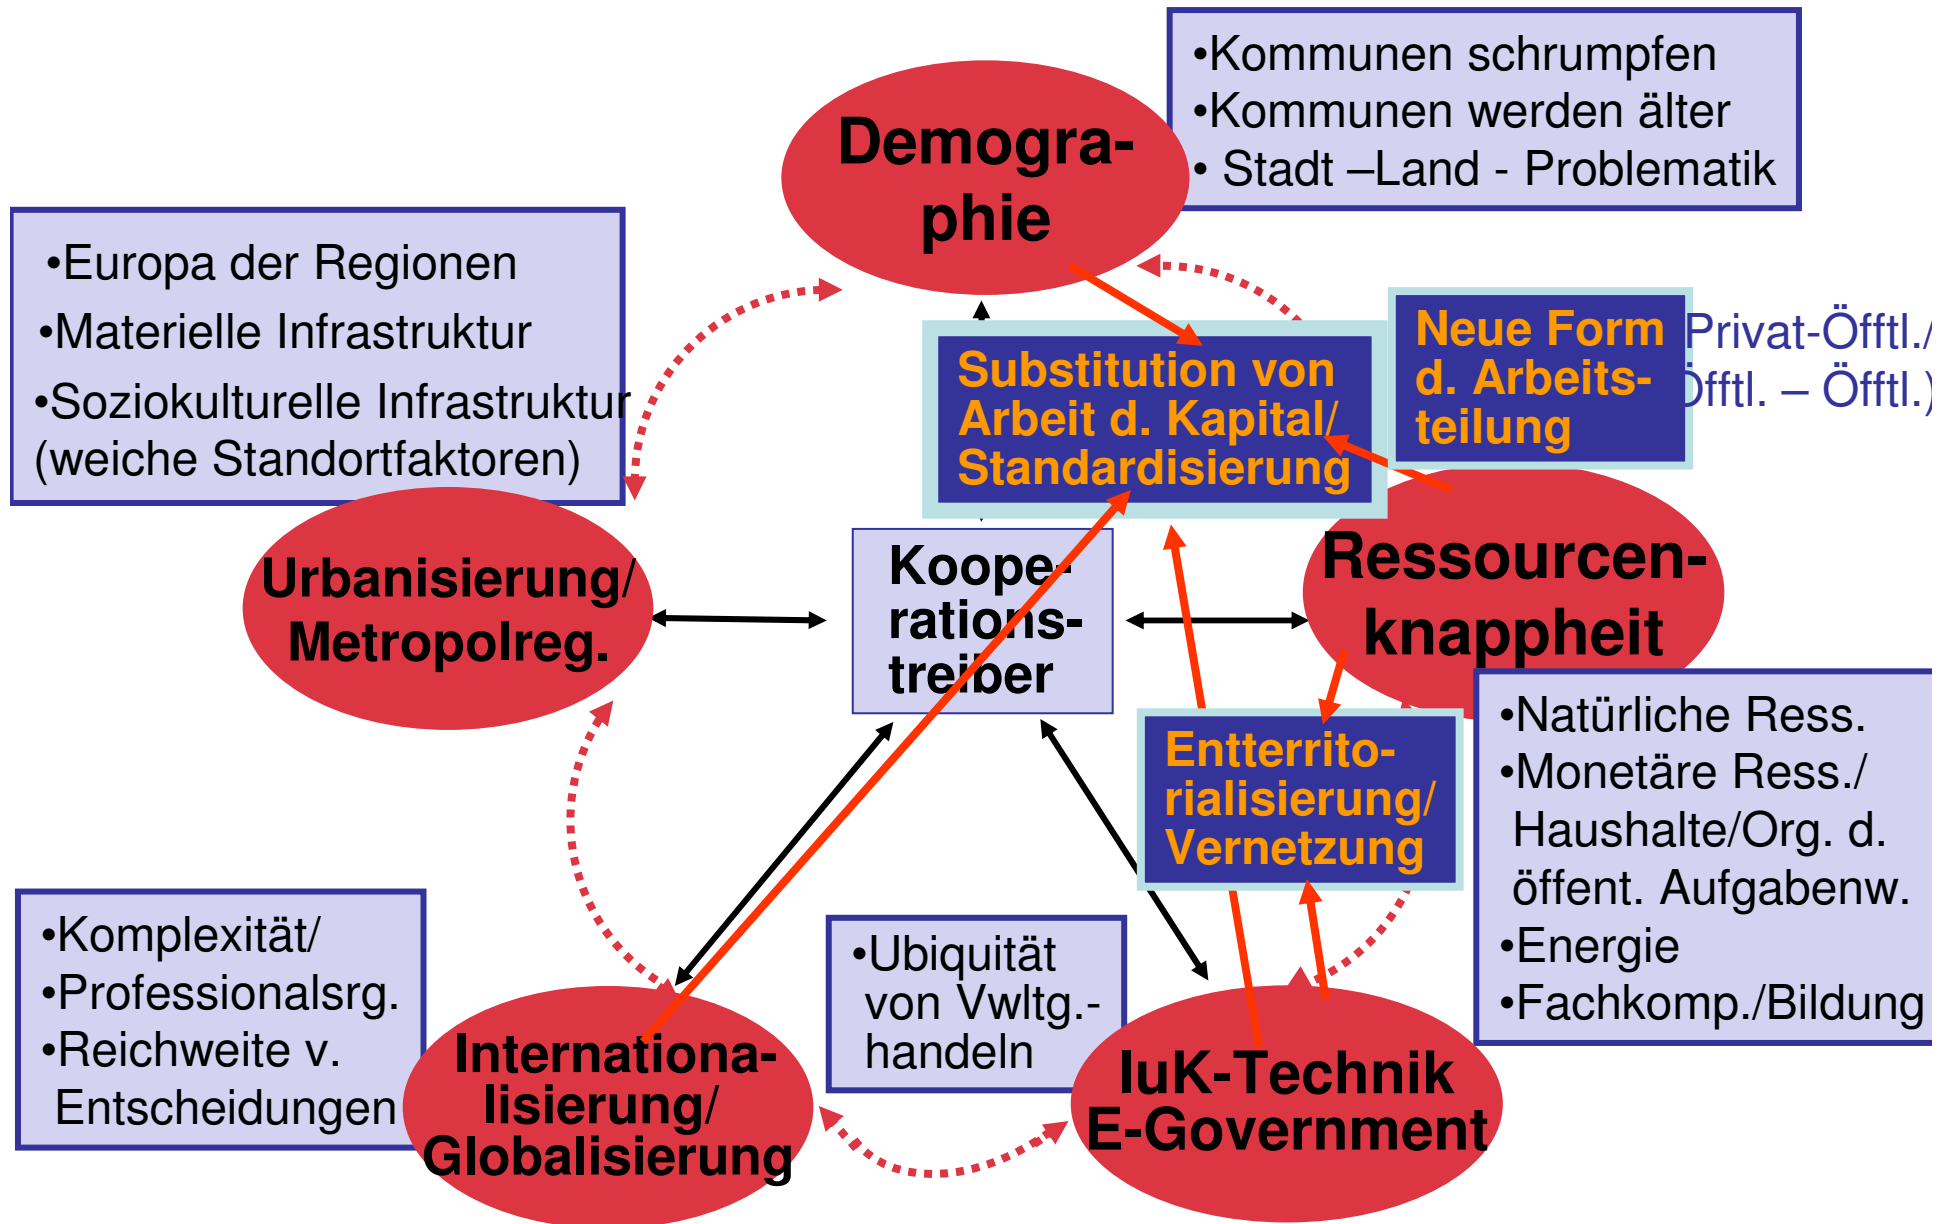 •Kommunen schrumpfen
•Kommunen werden älter
• Stadt –Land - Problematik
Demogra-
phie
•Europa der Regionen
•Materielle Infrastruktur
•Soziokulturelle Infrastruktur
(weiche Standortfaktoren)
Substitution von
Arbeit d. Kapital/
Standardisierung
Neue Form
d. Arbeits-
teilung
Privat-Öfftl./
Öfftl. – Öfftl.)
Urbanisierung/
Metropolreg.
Koope-
rations-
treiber
Ressourcen-
knappheit
Entterrito-
rialisierung/
Vernetzung
•Natürliche Ress.
•Monetäre Ress./
Haushalte/Org. d.
öffent. Aufgabenw.
•Energie
•Fachkomp./Bildung
•Komplexität/
•Professionalsrg.
•Reichweite v.
Entscheidungen
Internationa-
lisierung/
Globalisierung
•Ubiquität
von Vwltg.-
handeln
IuK-Technik
E-Government